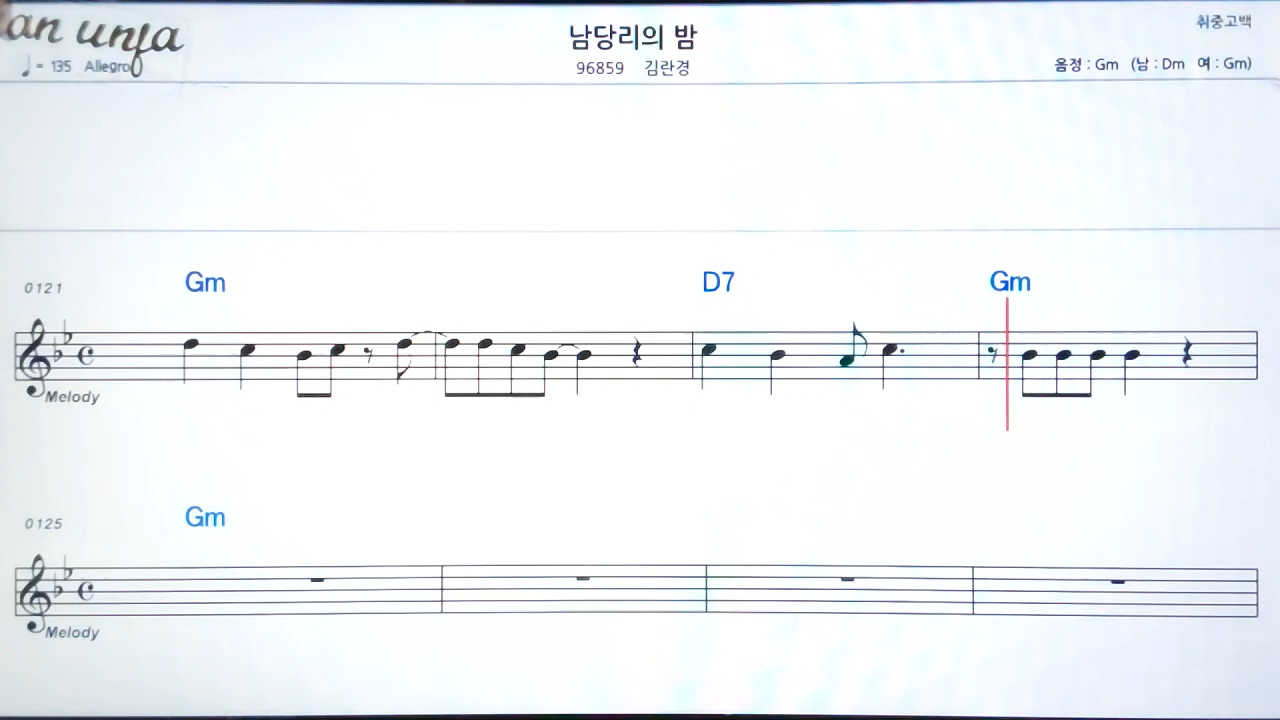 an unja
남당리의 밤
취중고백
♩ = 135 Allegro
96859 김란경
음정 : Gm (남 : Dm 여 : Gm)
Gm D7 Gm
0121
Melody
Gm
0125
Melody